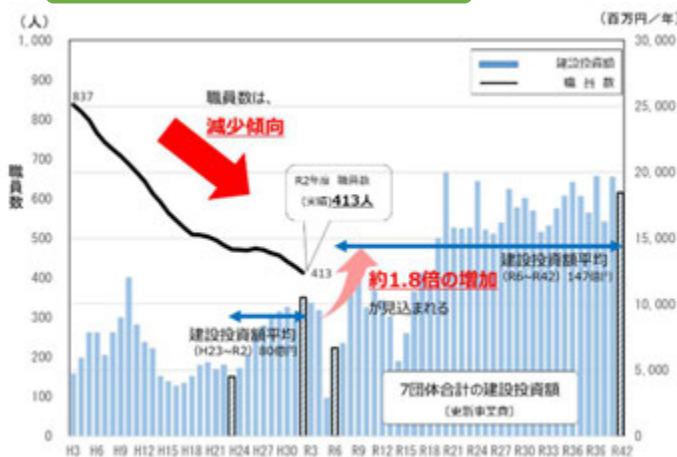 (人)
(百万円/年)
1,000
900
800
700
600
500
400
300
200
100
0
職員数
30,000
25,000
20,000
15,000
10,000
5,000
0
建設投資額
職員数
837
職員数は、
減少傾向
R2年度 職員数
(実績)413人
413
建設投資額平均
(R6~R42) 147億円
約1.8倍の増加
が見込まれる
建設投資額平均
(H23~R2) 80億円
7団体合計の建設投資額
(更新事業費)
H3 H6 H9 H12 H15 H18 H21 H24 H27 H30 R3 R6 R9 R12 R15 R18 R21 R24 R27 R30 R33 R36 R39 R42